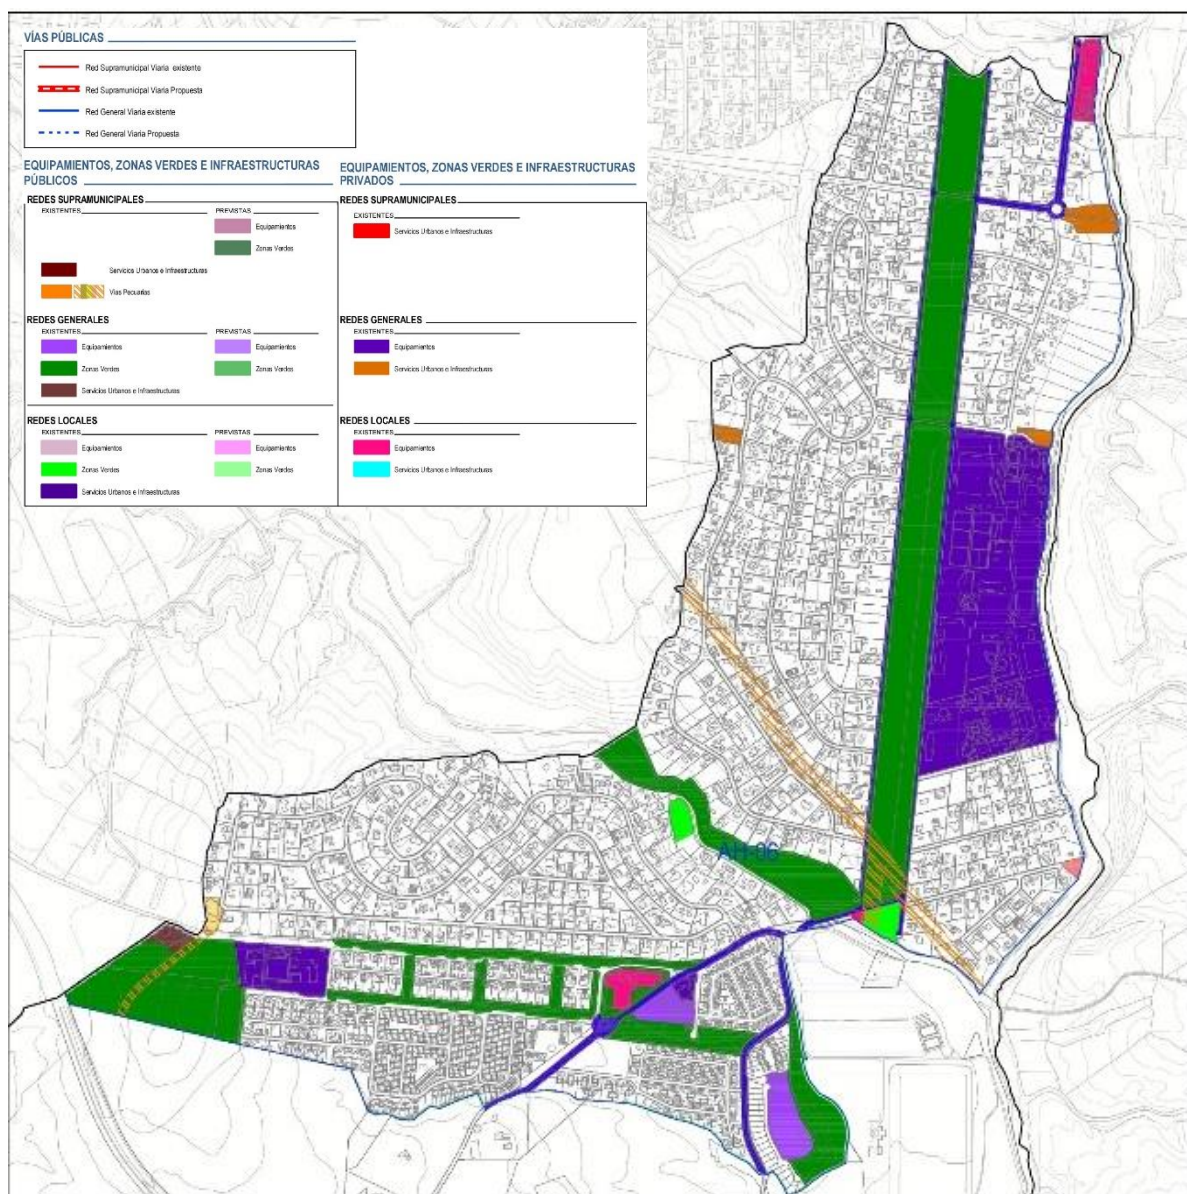 VÍAS PÚBLICAS
Red Supramunicipal Viaria existente
Red Supramunicipal Viaria Propuesta
Red General Viaria existente
Red General Viaria Propuesta
EQUIPAMIENTOS, ZONAS VERDES E INFRAESTRUCTURAS
PÚBLICOS
REDES SUPRAMUNICIPALES
EXISTENTES
PREVISTAS
Equipamientos
Zonas Verdes
Servicios Urbanos e Infraestructuras
Vías Pecuarias
REDES GENERALES
EXISTENTES
PREVISTAS
Equipamientos
Equipamientos
Zonas Verdes
Zonas Verdes
Servicios Urbanos e Infraestructuras
REDES LOCALES
EXISTENTES
PREVISTAS
Equipamientos
Equipamientos
Zonas Verdes
Zonas Verdes
Servicios Urbanos e Infraestructuras
EQUIPAMIENTOS, ZONAS VERDES E INFRAESTRUCTURAS
PRIVADOS
REDES SUPRAMUNICIPALES
EXISTENTES
Servicios Urbanos e Infraestructuras
REDES GENERALES
EXISTENTES
Equipamientos
Servicios Urbanos e Infraestructuras
REDES LOCALES
EXISTENTES
Equipamientos
Servicios Urbanos e Infraestructuras
AH-06